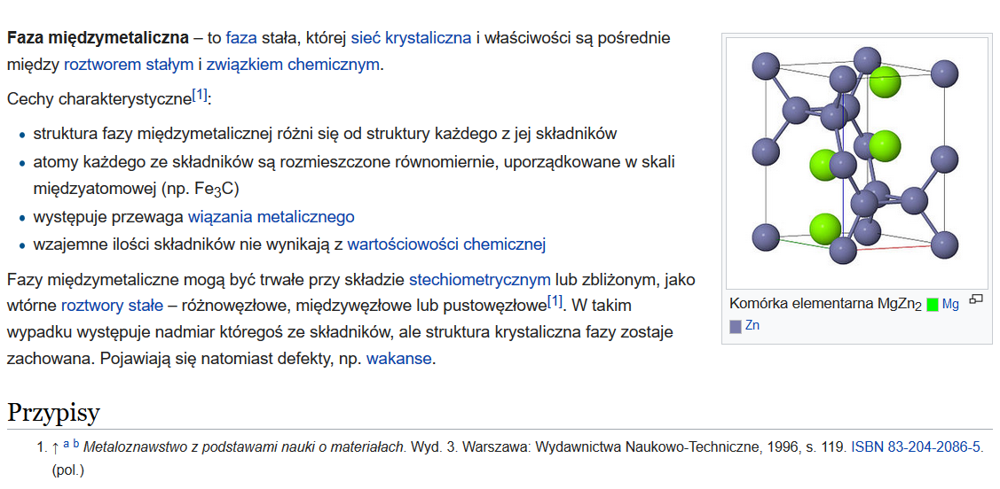 Faza międzymetaliczna – to faza stała, której sieć krystaliczna i właściwości są pośrednie
między roztworem stałym i związkiem chemicznym.
Cechy charakterystyczne[1]:
• struktura fazy międzymetalicznej różni się od struktury każdego z jej składników
• atomy każdego ze składników są rozmieszczone równomiernie, uporządkowane w skali
międzyatomowej (np. Fe3C)
• występuje przewaga wiązania metalicznego
• wzajemne ilości składników nie wynikają z wartościowości chemicznej
Fazy międzymetaliczne mogą być trwałe przy składzie stechiometrycznym lub zbliżonym, jako
wtórne roztwory stałe – różnowęzłowe, międzywęzłowe lub pustowęzłowe[1]. W takim
wypadku występuje nadmiar któregoś ze składników, ale struktura krystaliczna fazy zostaje
zachowana. Pojawiają się natomiast defekty, np. wakanse.
Komórka elementarna MgZn2 Mg
Zn
Przypisy
1. ↑ a b Metaloznawstwo z podstawami nauki o materiałach. Wyd. 3. Warszawa: Wydawnictwa Naukowo-Techniczne, 1996, s. 119. ISBN 83-204-2086-5.
(pol.)